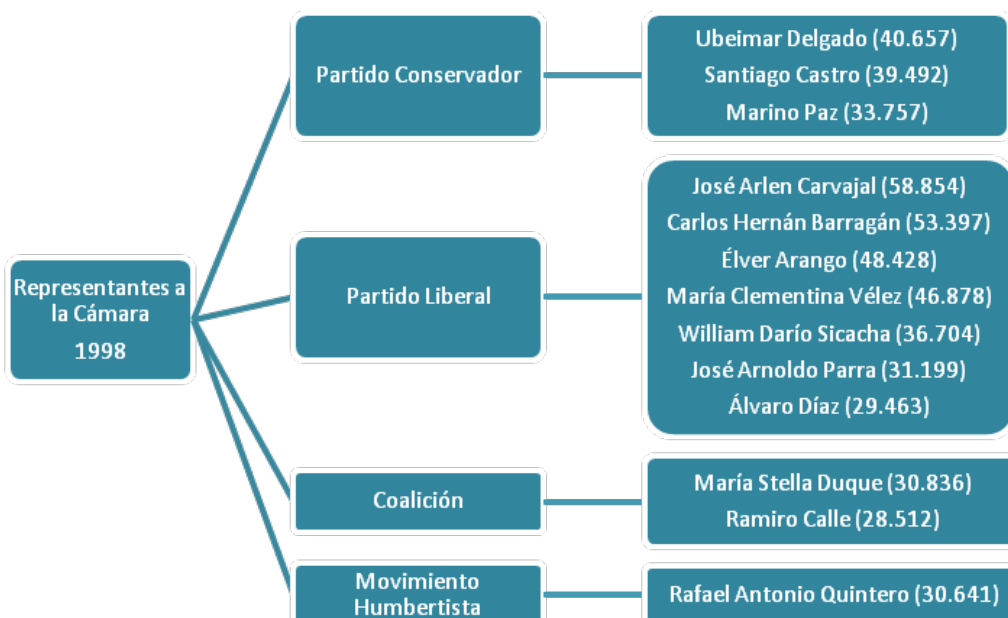 Representantes a
la Cámara
1998
Partido Conservador
Ubeimar Delgado (40.657)
Santiago Castro (39.492)
Marino Paz (33.757)
Partido Liberal
José Arlen Carvajal (58.854)
Carlos Hernán Barragán (53.397)
Élver Arango (48.428)
María Clementina Vélez (46.878)
William Darío Sicacha (36.704)
José Arnoldo Parra (31.199)
Álvaro Díaz (29.463)
Coalición
María Stella Duque (30.836)
Ramiro Calle (28.512)
Movimiento
Humbertista
Rafael Antonio Quintero (30.641)